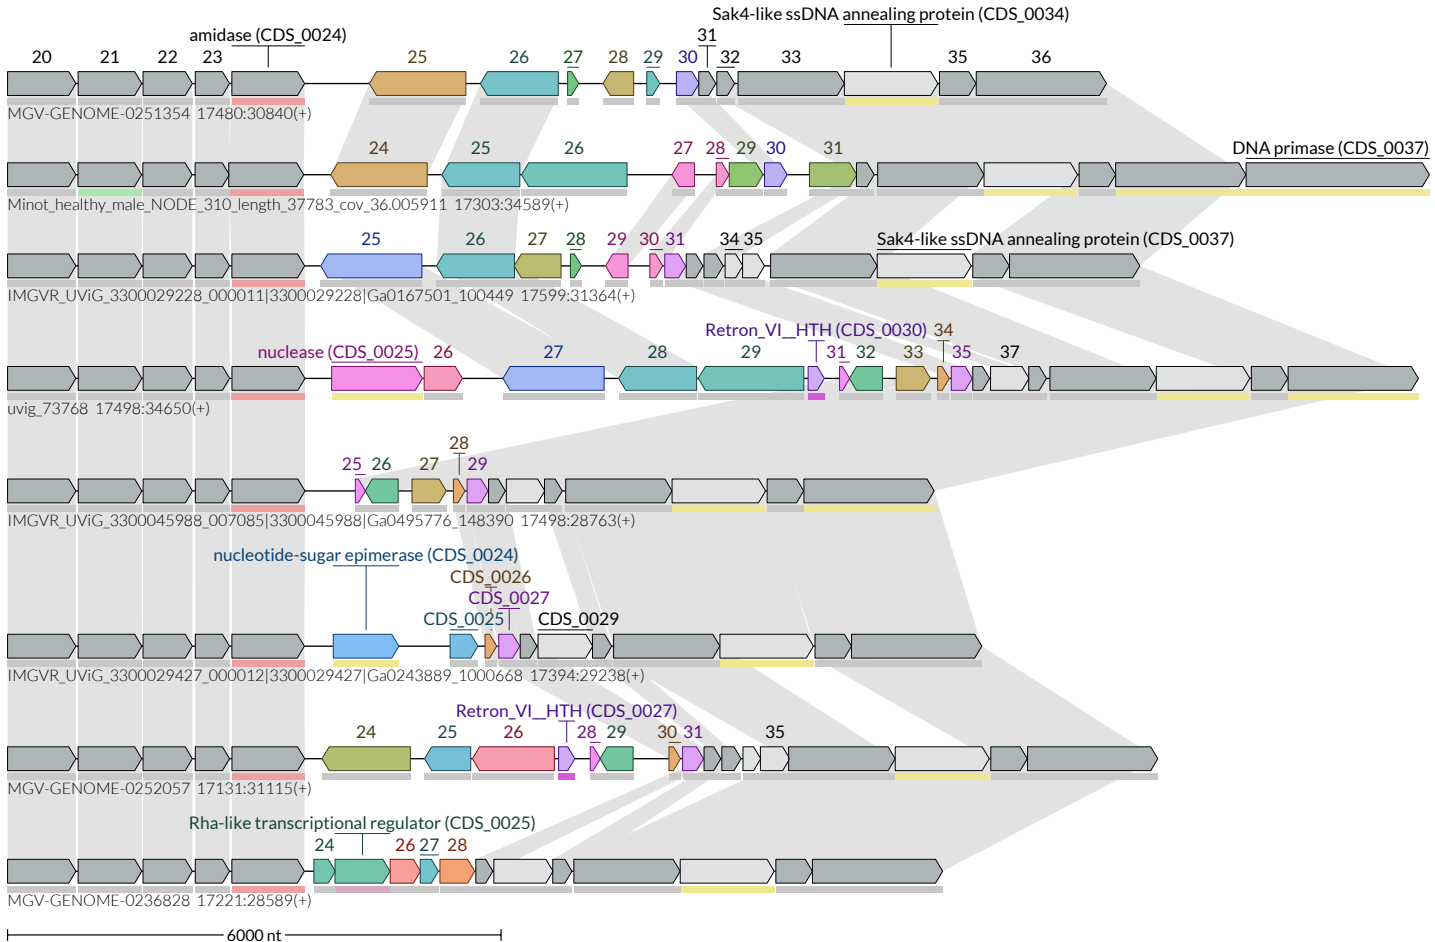 Sak4-like ssDNA annealing protein (CDS_0034)
amidase (CDS_0024) 31
20 21 22 23 25 26 27 28 29 30 32 33 35 36
MGV-GENOME-0251354 17480:30840(+)
24 25 26 27 28 29 30 31 DNA primase (CDS_0037)
Minot_healthy_male_NODE_310_length_37783_cov_36.005911 17303:34589(+)
25 26 27 28 29 30 31 34 35 Sak4-like ssDNA annealing protein (CDS_0037)
IMGVR_UViG_3300029228_000011|3300029228|Ga0167501_100449 17599:31364(+)
Retron_VI__HTH (CDS_0030) 34
nuclease (CDS_0025) 26 27 28 29 31 32 33 35 37
uvig_73768 17498:34650(+)
28
25 26 27 29
IMGVR_UViG_3300045988_007085|3300045988|Ga0495776_148390 17498:28763(+)
nucleotide-sugar epimerase (CDS_0024)
CDS_0026
CDS_0027
CDS_0025 CDS_0029
IMGVR_UViG_3300029427_000012|3300029427|Ga0243889_1000668 17394:29238(+)
Retron_VI__HTH (CDS_0027)
24 25 26 28 29 30 31 35
MGV-GENOME-0252057 17131:31115(+)
Rha-like transcriptional regulator (CDS_0025)
24 26 27 28
MGV-GENOME-0236828 17221:28589(+)
6000 nt